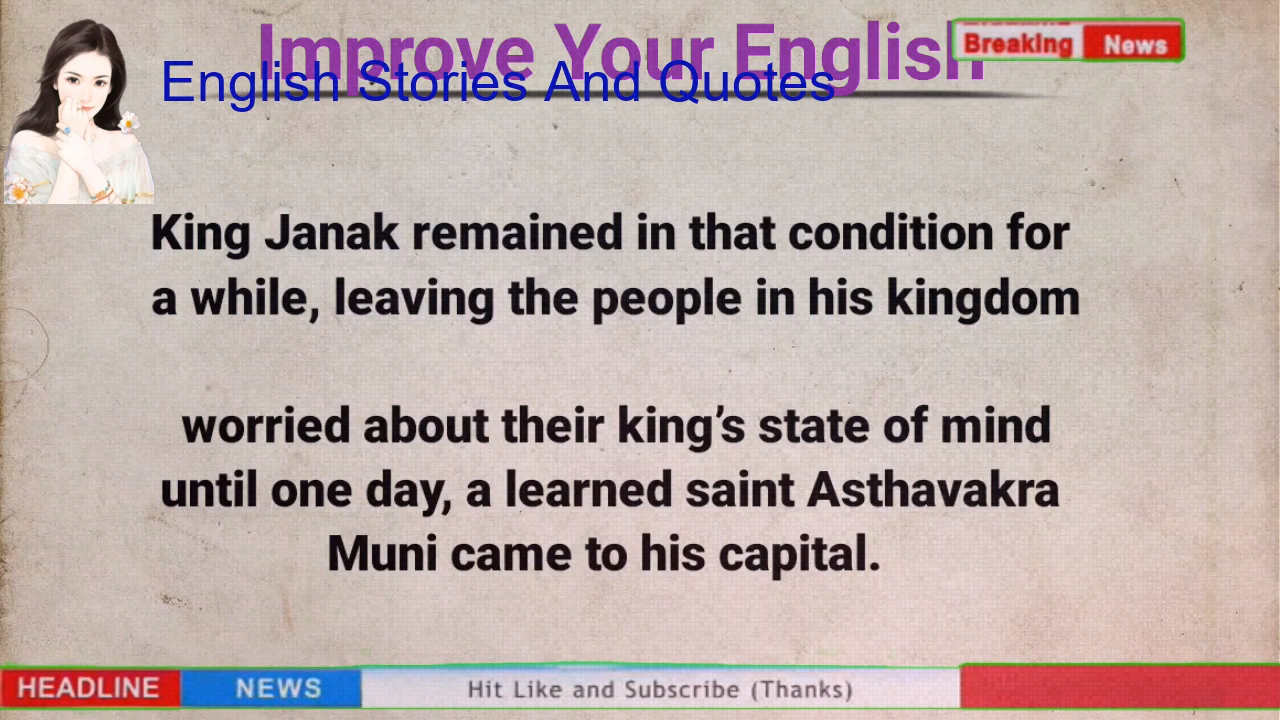 Improve Your English
Breaking News
English Stories And Quotes
King Janak remained in that condition for
a while, leaving the people in his kingdom
worried about their king’s state of mind
until one day, a learned saint Asthavakra
Muni came to his capital.
HEADLINE NEWS Hit Like and Subscribe (Thanks)